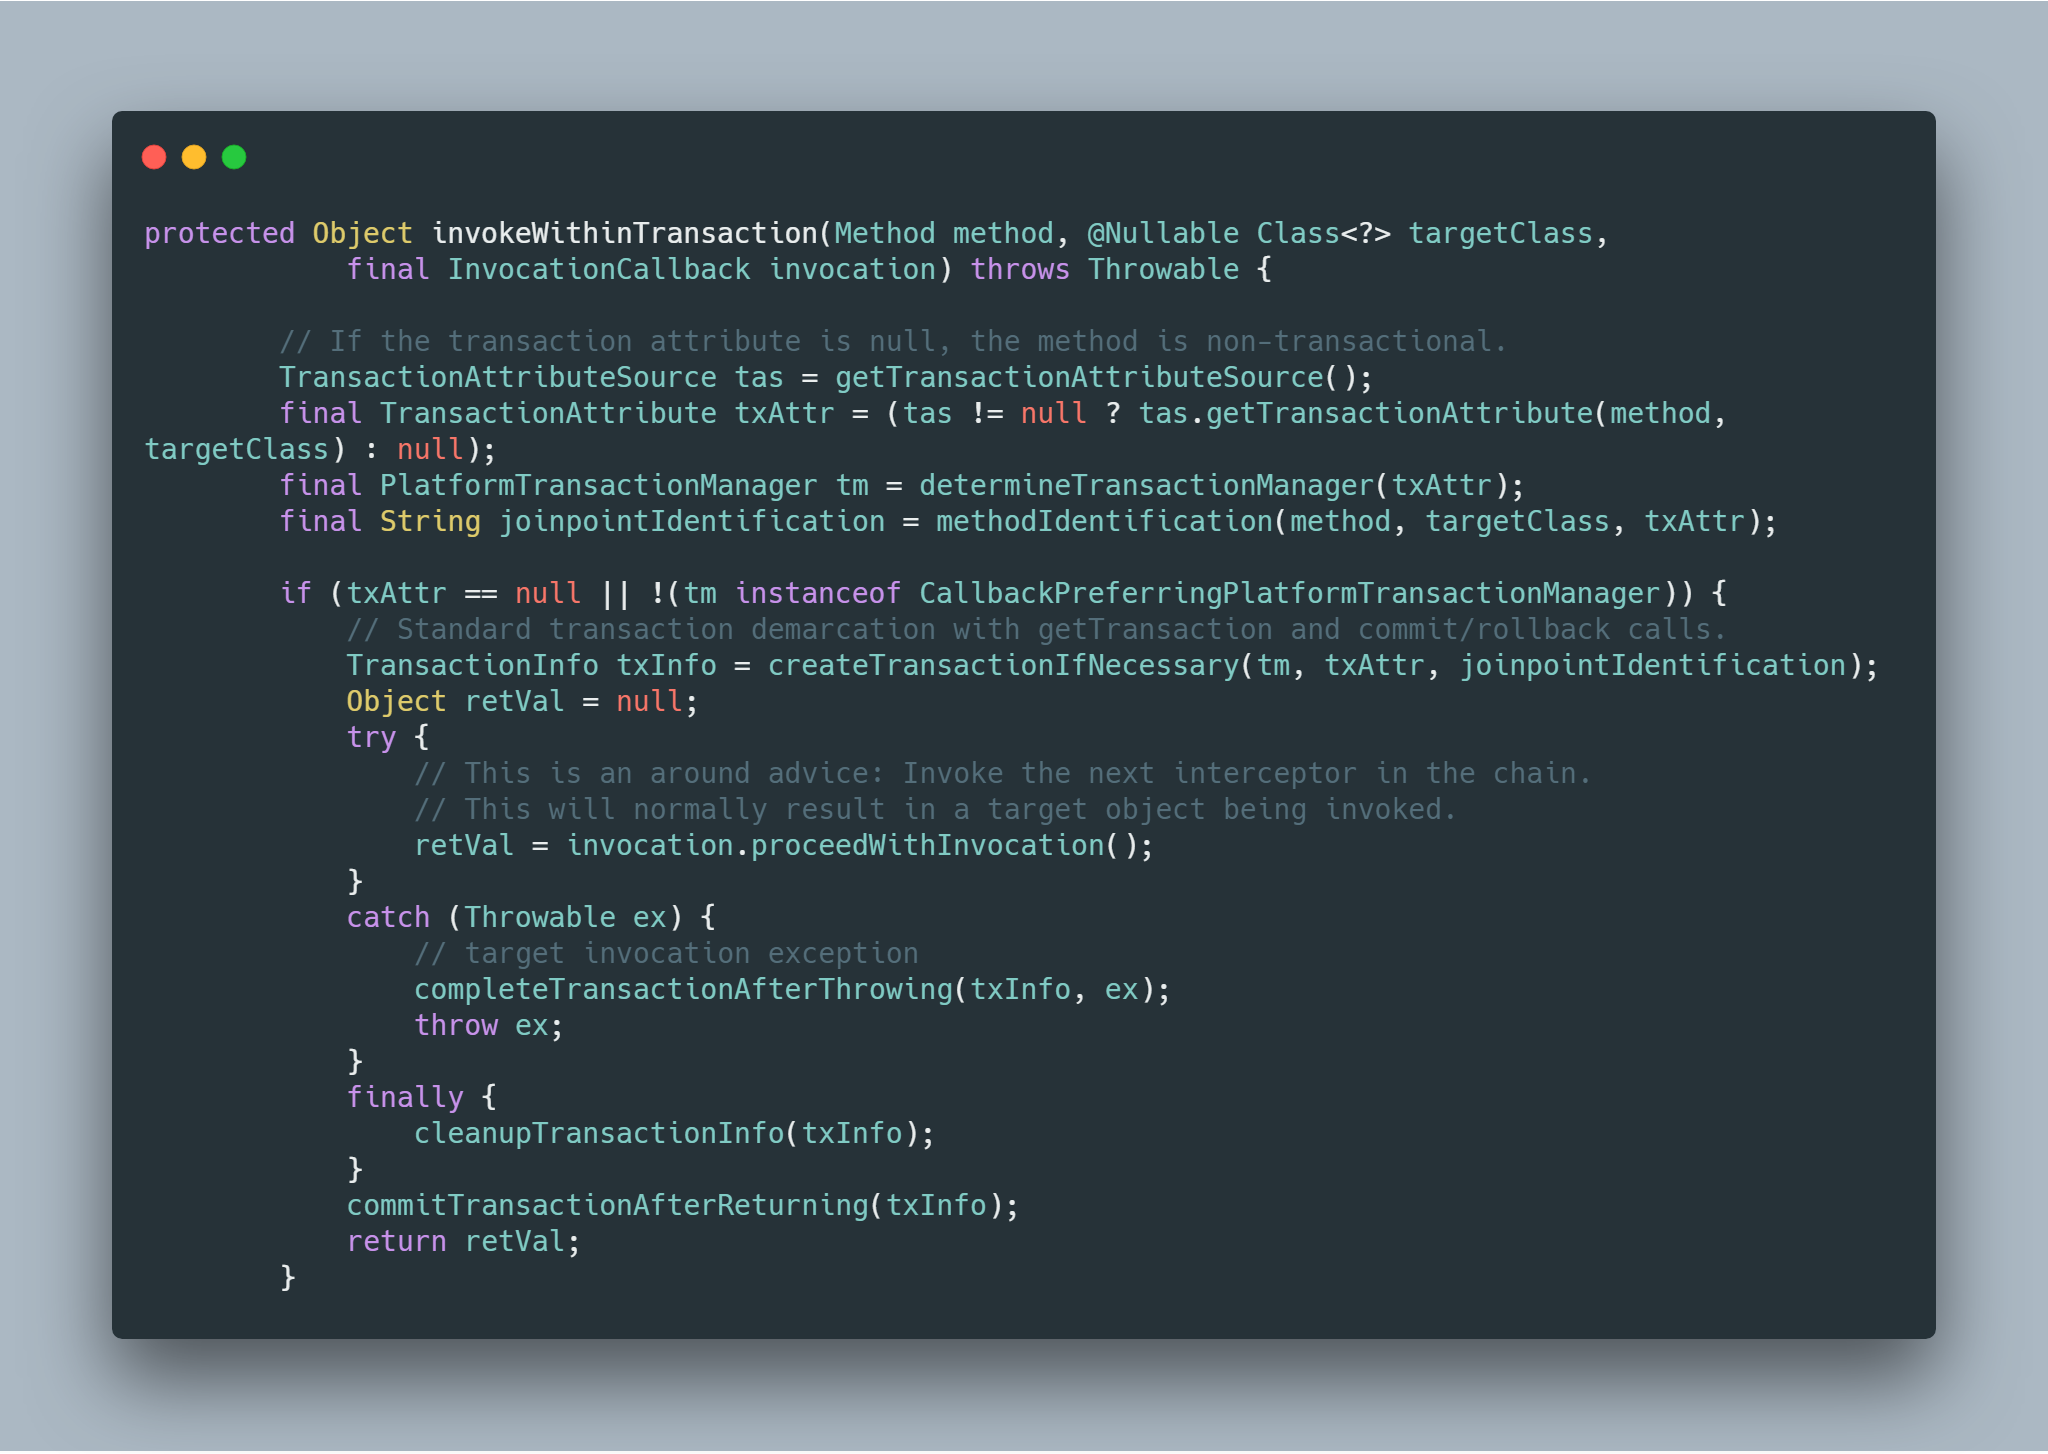 protected Object invokeWithinTransaction(Method method, @Nullable Class<?> targetClass,
            final InvocationCallback invocation) throws Throwable {

        // If the transaction attribute is null, the method is non-transactional.
        TransactionAttributeSource tas = getTransactionAttributeSource();
        final TransactionAttribute txAttr = (tas != null ? tas.getTransactionAttribute(method,
targetClass) : null);
        final PlatformTransactionManager tm = determineTransactionManager(txAttr);
        final String joinpointIdentification = methodIdentification(method, targetClass, txAttr);

        if (txAttr == null || !(tm instanceof CallbackPreferringPlatformTransactionManager)) {
            // Standard transaction demarcation with getTransaction and commit/rollback calls.
            TransactionInfo txInfo = createTransactionIfNecessary(tm, txAttr, joinpointIdentification);
            Object retVal = null;
            try {
                // This is an around advice: Invoke the next interceptor in the chain.
                // This will normally result in a target object being invoked.
                retVal = invocation.proceedWithInvocation();
            }
            catch (Throwable ex) {
                // target invocation exception
                completeTransactionAfterThrowing(txInfo, ex);
                throw ex;
            }
            finally {
                cleanupTransactionInfo(txInfo);
            }
            commitTransactionAfterReturning(txInfo);
            return retVal;
        }